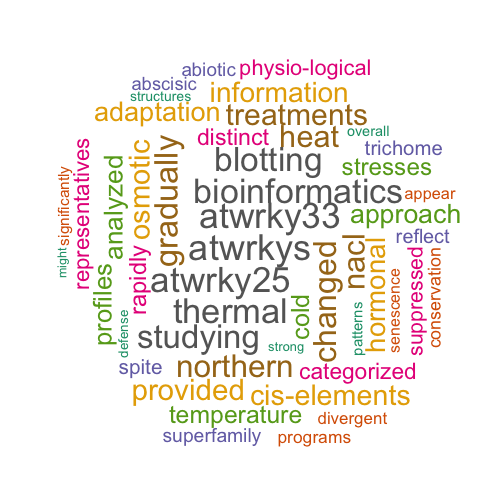 abiotic
physio-logical
abscisic
structures
information
adaptation
treatments
distinct
heat
overall
trichome
blotting
stresses
representatives
significantly
might
analyzed
osmotic
gradually
bioinformatics
appear
atwrky33
approach
reflect
atwrkys
rapidly
profiles
defense
atwrky25
thermal
cold
changed
nacl
patterns
hormonal
senescence
suppressed
conservation
studying
strong
spite
northern
categorized
provided
cis-elements
temperature
divergent
superfamily
programs